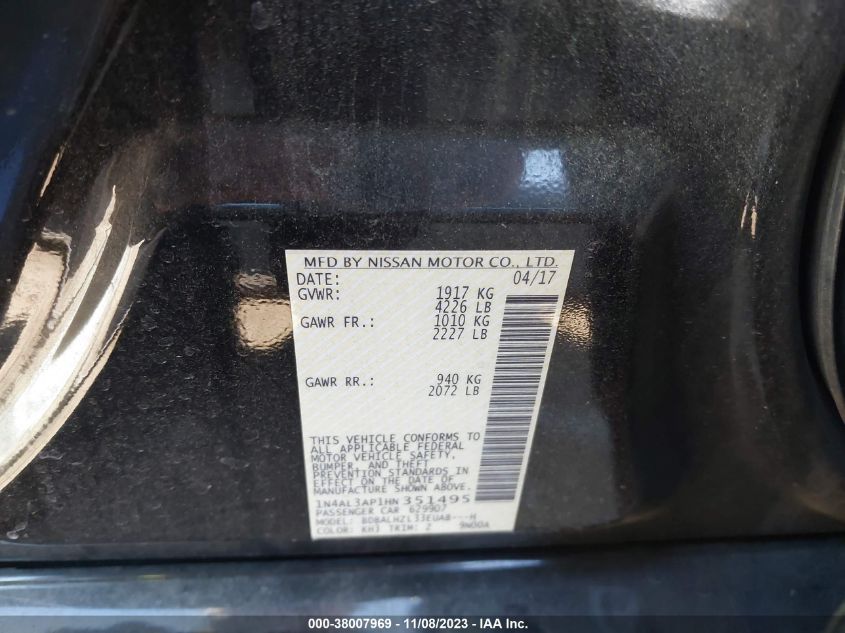 MFD BY NISSAN MOTOR CO., LTD.
DATE: 04/17
GVWR: 1917 KG
4226 LB
GAWR FR.: 1010 KG
2227 LB
GAWR RR.: 940 KG
2072 LB
THIS VEHICLE CONFORMS TO
ALL APPLICABLE FEDERAL
MOTOR VEHICLE SAFETY,
BUMPER, AND THEFT
PREVENTION STANDARDS
IN EFFECT ON THE DATE OF
MANUFACTURE SHOWN ABOVE.
1N4AL3AP1HN351495
PASSENGER CAR 629907
MODEL: BDBALHZL33EUA8---H
COLOR: KH3 TRIM: Z 9N00A
000-38007969 - 11/08/2023 - © IAA Inc.